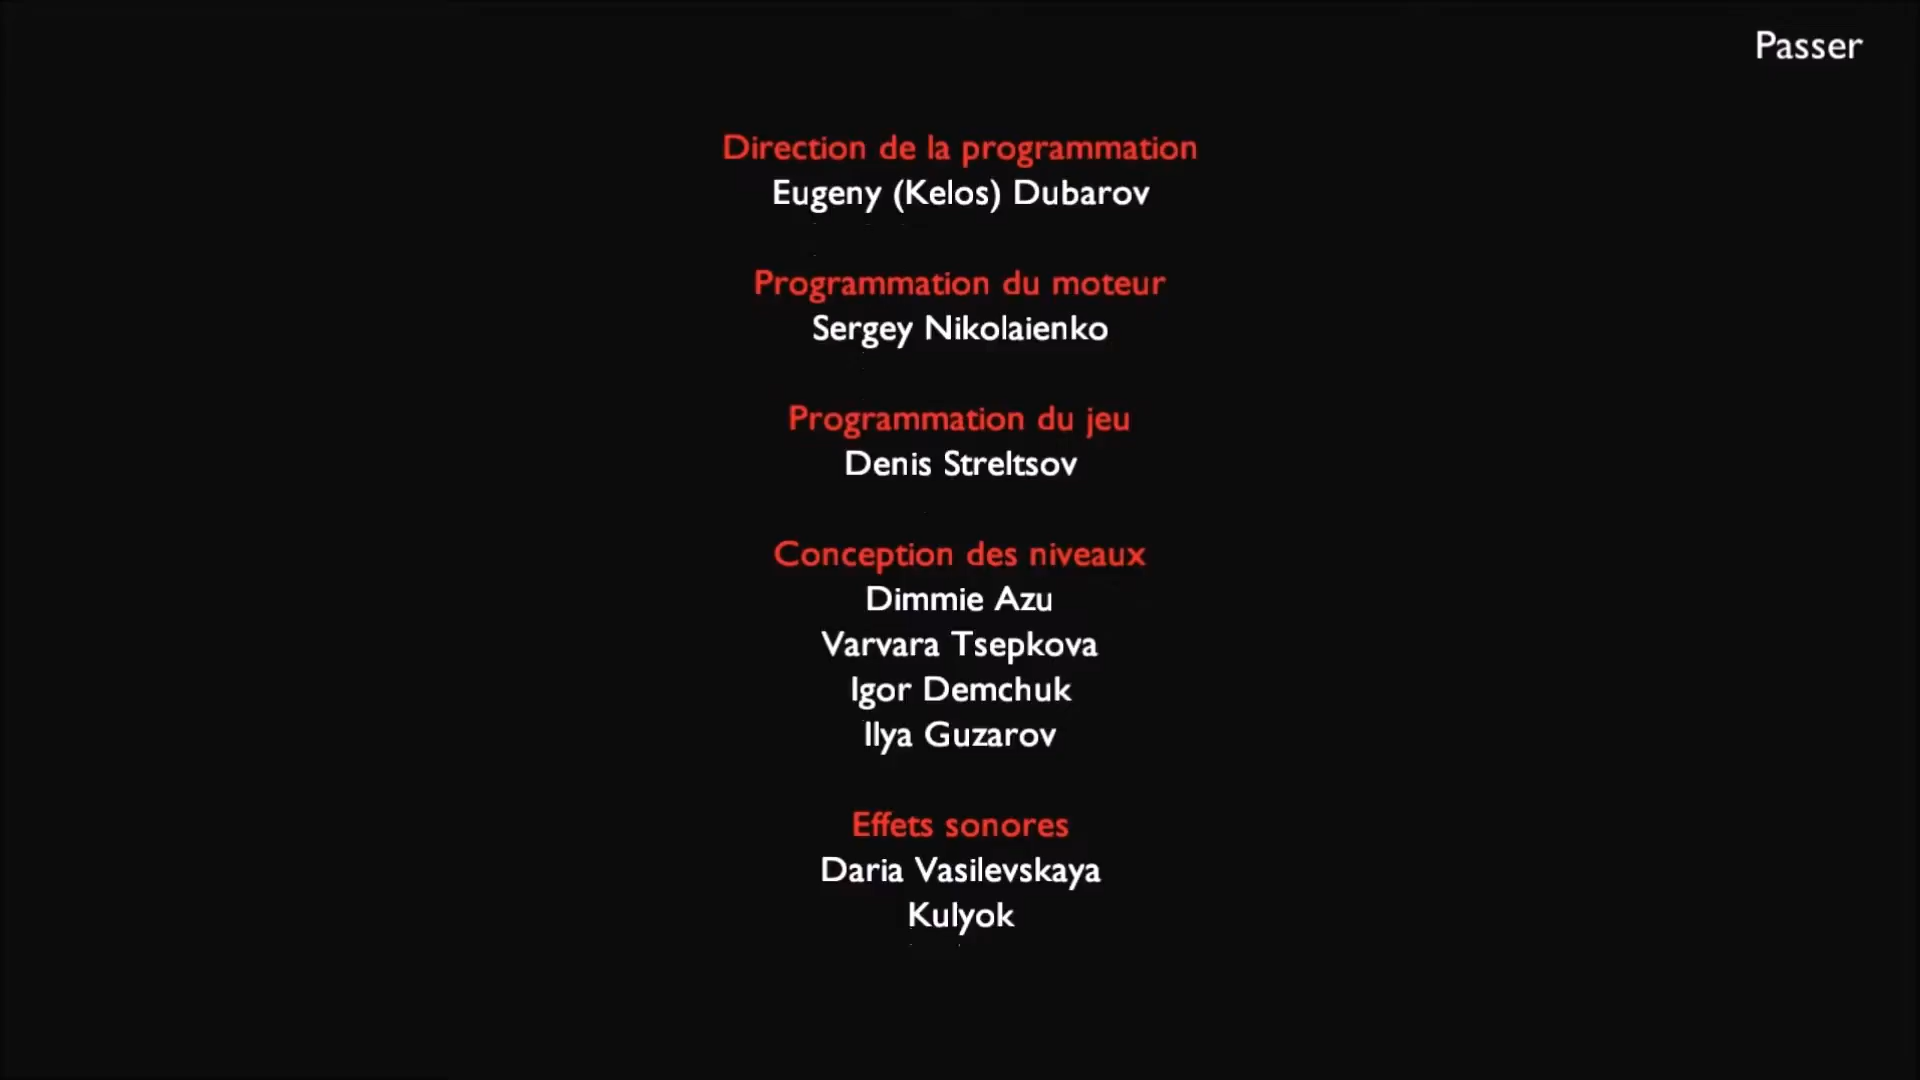 Passer
Direction de la programmation
Eugeny (Kelos) Dubarov
Programmation du moteur
Sergey Nikolaienko
Programmation du jeu
Denis Streltsov
Conception des niveaux
Dimmie Azu
Varvara Tsepkova
Igor Demchuk
Ilya Guzarov
Effets sonores
Daria Vasilevskaya
Kulyok